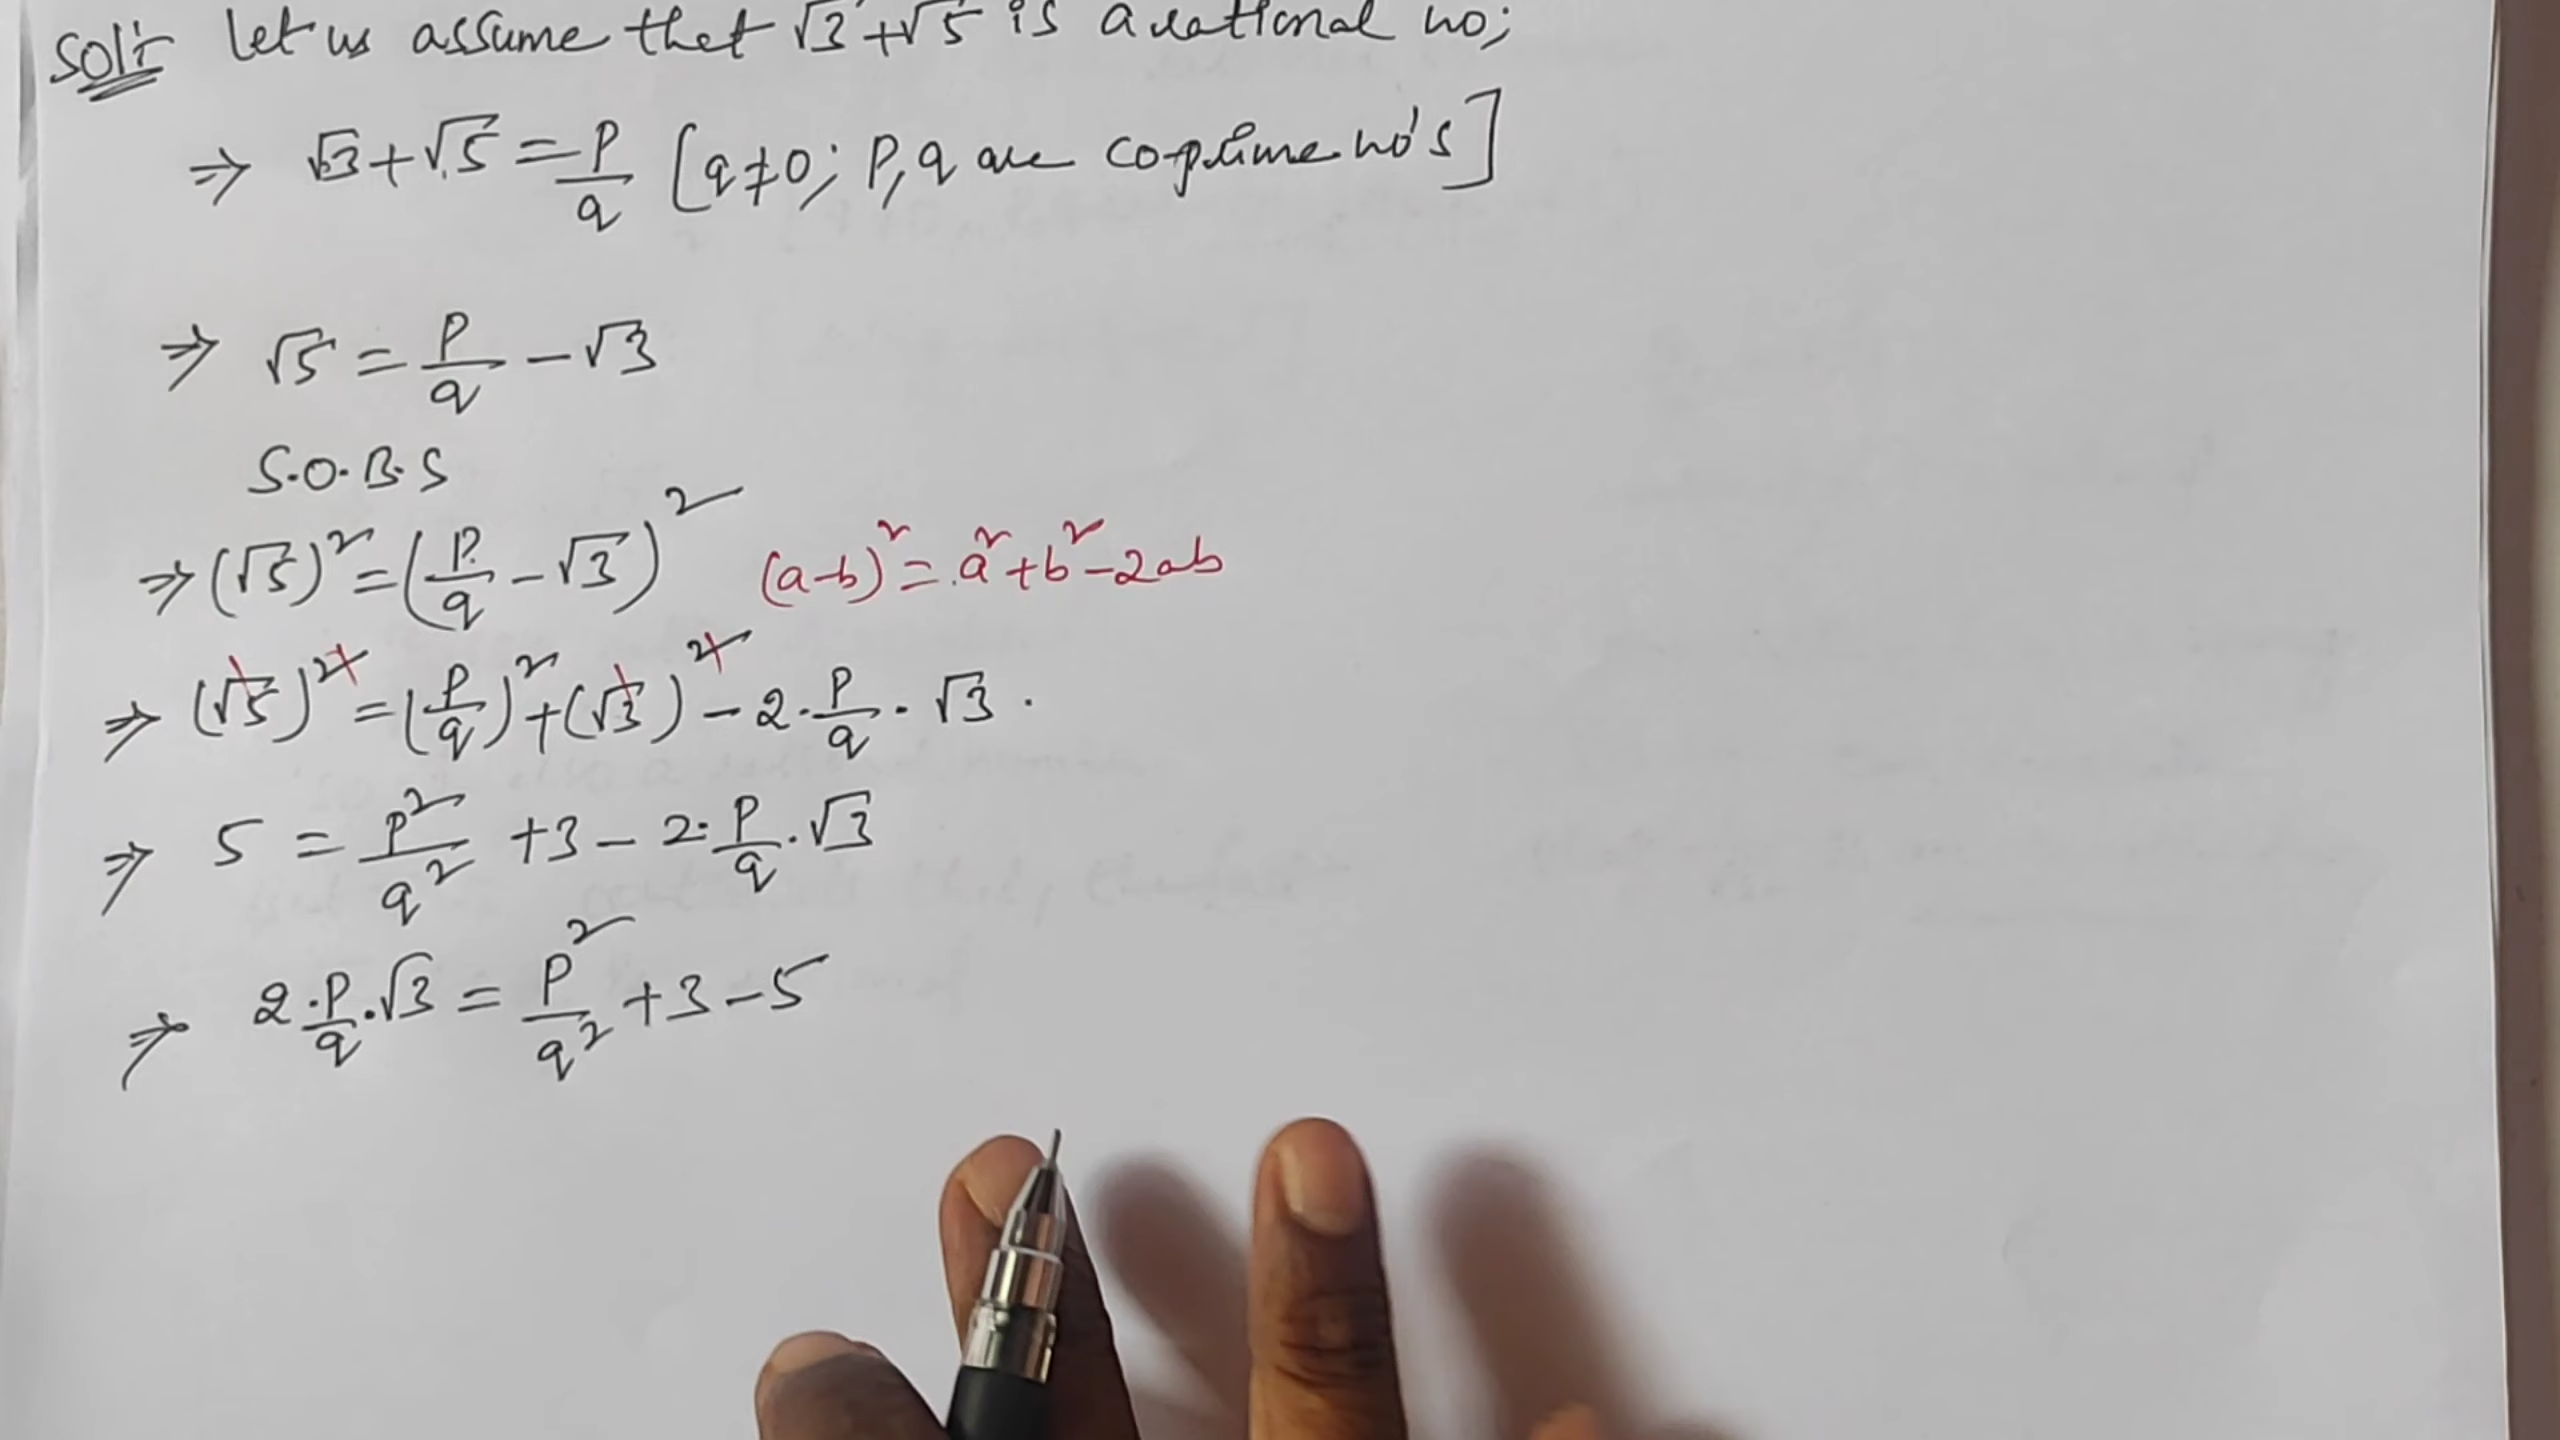 Sol:- let us assume that √3+√5 is a rational no;
⇒ √3+√5 = p/q [q≠0; p,q are co-prime no's]
⇒ √5 = p/q - √3
S.O.B.S
⇒ (√5)² = (p/q - √3)² (a-b)² = a²+b²-2ab
⇒ (√5)² = (p/q)² + (√3)² - 2·p/q·√3.
⇒ 5 = p²/q² +3 - 2·p/q·√3
⇒ 2·p/q·√3 = p²/q² +3-5